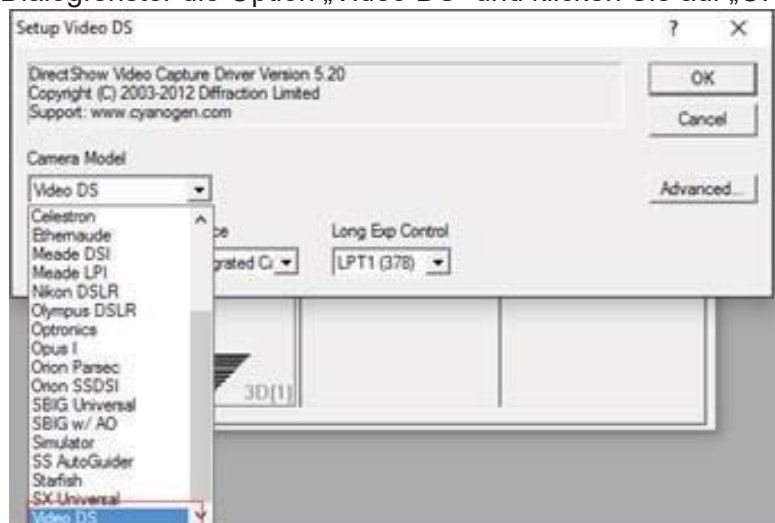 Setup Video DS ? ×
DirectShow Video Capture Driver Version 5.20
Copyright (C) 2003-2012 Diffraction Limited
Support: www.cyanogen.com
OK
Cancel
Camera Model
Video DS
Advanced...
Celestron
Ethernaude
Meade DSI
Meade LPI
Nikon DSLR
Olympus DSLR
Optronics
Opus I
Orion Parsec
Orion SSDSI
SBIG Universal
SBIG w/ AO
Simulator
SS AutoGuider
Starfish
SX Universal
Video DS
Long Exp Control
LPT1 (378)
3D[1]